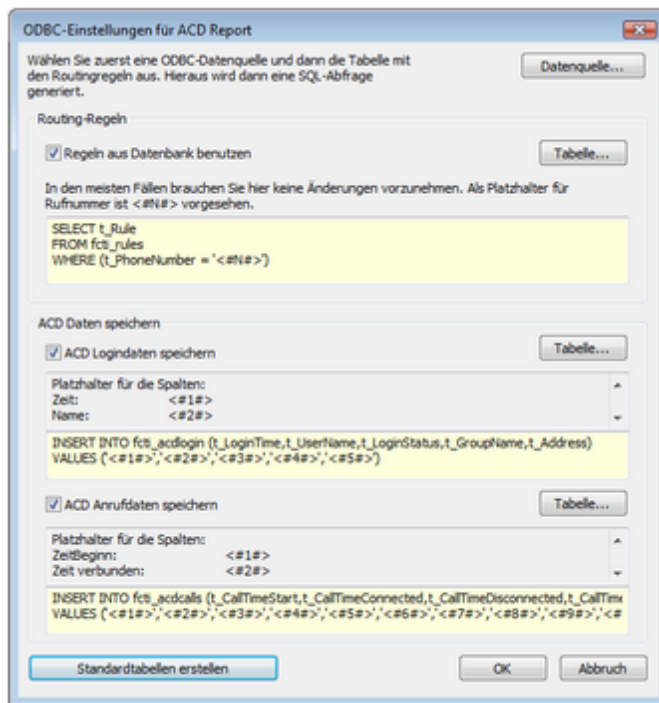 ODBC-Einstellungen für ACD Report
Wählen Sie zuerst eine ODBC-Datenquelle und dann die Tabelle mit
den Routingregeln aus. Hieraus wird dann eine SQL-Abfrage
generiert.
Datenquelle...
Routing-Regeln
Regeln aus Datenbank benutzen
Tabelle...
In den meisten Fällen brauchen Sie hier keine Änderungen vorzunehmen. Als Platzhalter für
Rufnummer ist <#N#> vorgesehen.
SELECT t_Rule
FROM fcti_rules
WHERE (t_PhoneNumber = '<#N#>')
ACD Daten speichern
ACD Logindaten speichern
Tabelle...
Platzhalter für die Spalten:
Zeit: <#1#>
Name: <#2#>
INSERT INTO fcti_acdlogin (t_LoginTime,t_UserName,t_LoginStatus,t_GroupName,t_Address)
VALUES ('<#1#>','<#2#>','<#3#>','<#4#>','<#5#>')
ACD Anrufdaten speichern
Tabelle...
Platzhalter für die Spalten:
ZeitBeginn: <#1#>
Zeit verbunden: <#2#>
INSERT INTO fcti_acdcalls (t_CallTimeStart,t_CallTimeConnected,t_CallTimeDisconnected,t_CallTime
VALUES ('<#1#>','<#2#>','<#3#>','<#4#>','<#5#>','<#6#>','<#7#>','<#8#>','<#9#>','<#
Standardtabellen erstellen
OK
Abbruch